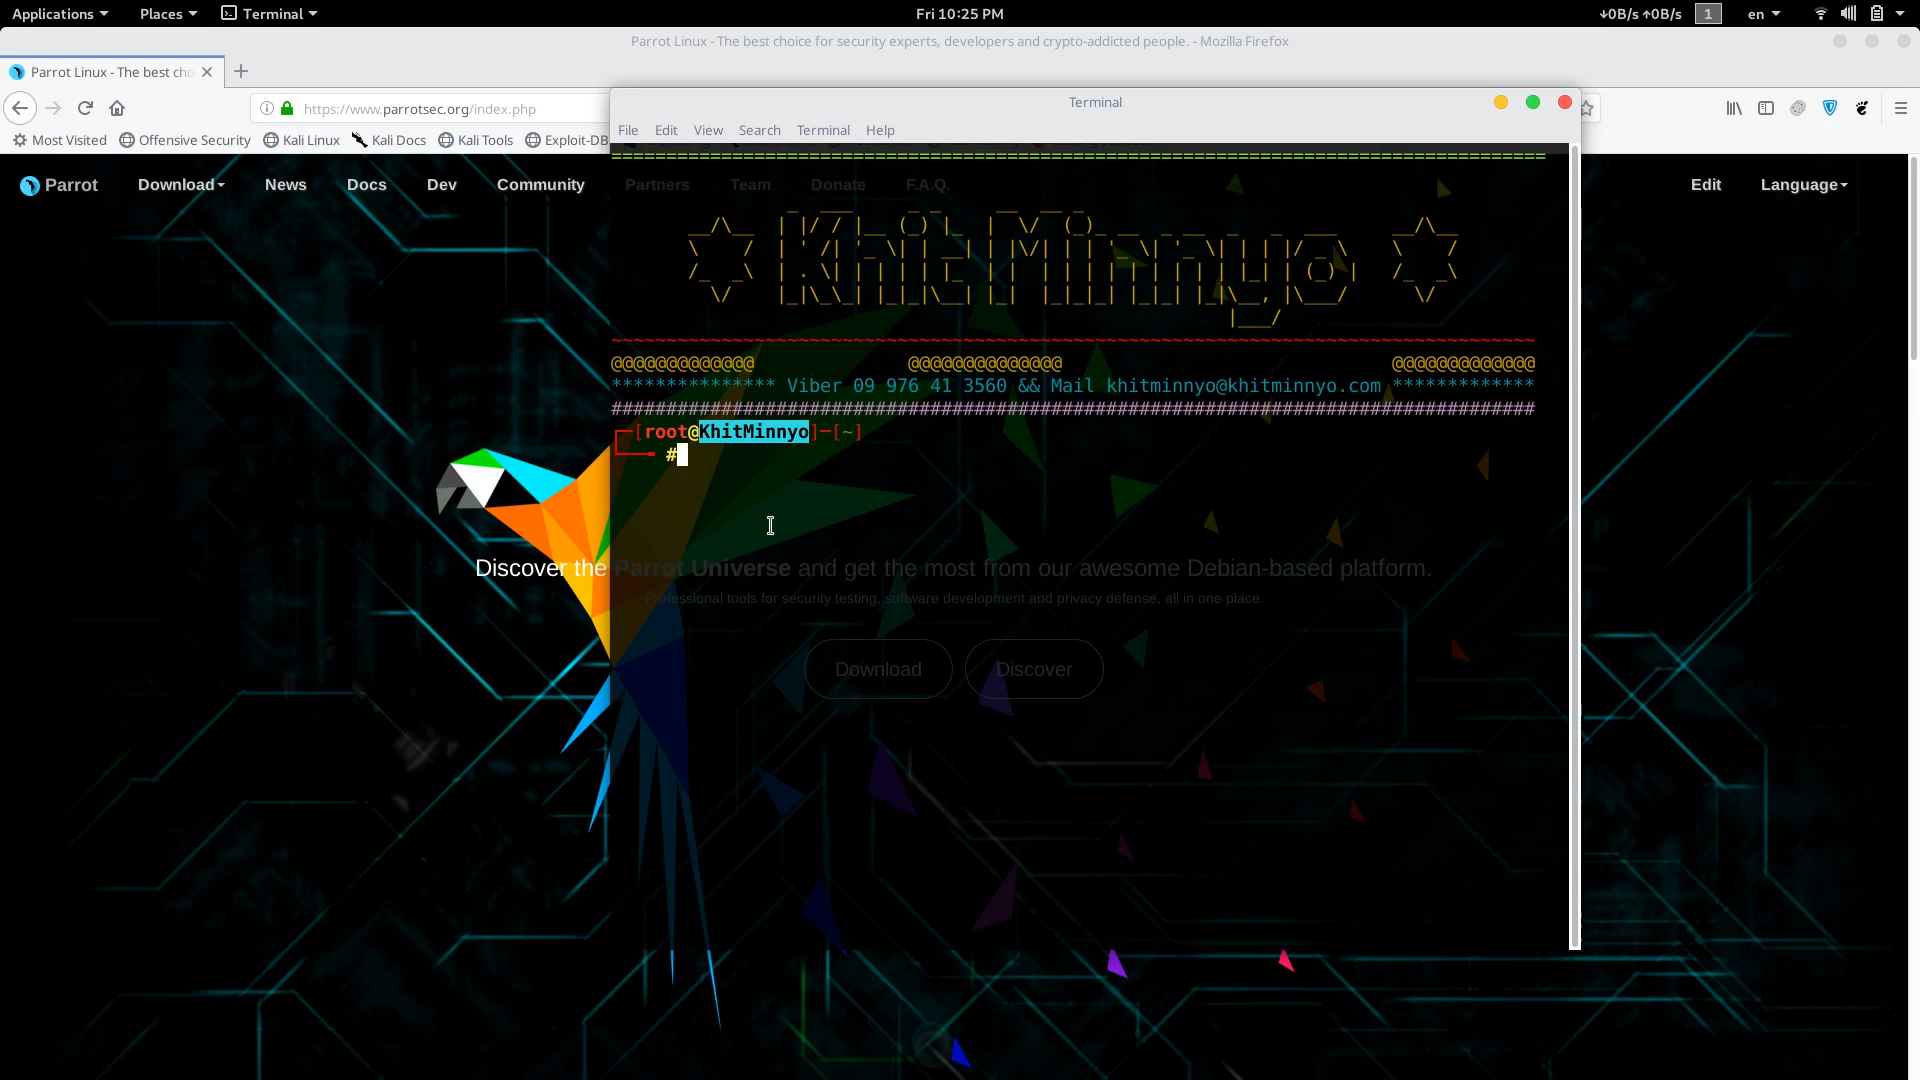 Applications Places Terminal Fri 10:25 PM ↓0B/s ↑0B/s 1 en
Parrot Linux - The best choice for security experts, developers and crypto-addicted people. - Mozilla Firefox
Parrot Linux - The best cho
https://www.parrotsec.org/index.php
Most Visited Offensive Security Kali Linux Kali Docs Kali Tools Exploit-DB
Parrot Download News Docs Dev Community Partners Team Donate F.A.Q. Edit Language
Terminal
File Edit View Search Terminal Help
=====================================================================================
Khit Minnyo
~~~~~~~~~~~~~~~~~~~~~~~~~~~~~~~~~~~~~~~~~~~~~~~~~~~~~~~~~~~~~~~~~~~~~~~~~~~~~~~~~~~~
@@@@@@@@@@@@@ @@@@@@@@@@@@@@ @@@@@@@@@@@@@
*************** Viber 09 976 41 3560 && Mail khitminnyo@khitminnyo.com *************
####################################################################################
┌─[root@KhitMinnyo]─[~]
└──╼ #
Discover the Parrot Universe and get the most from our awesome Debian-based platform.
Professional tools for security testing, software development and privacy defense, all in one place.
Download Discover